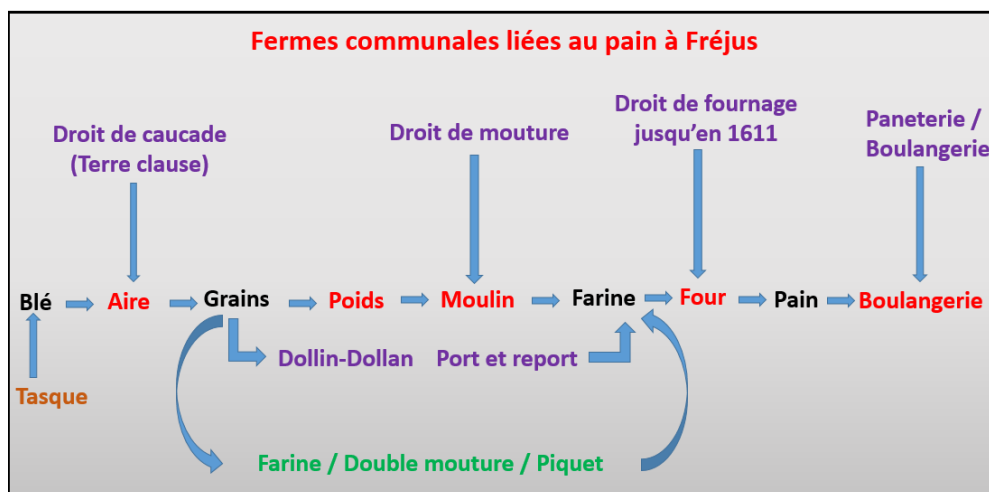 Fermes communales liées au pain à Fréjus
Droit de caucade
(Terre clause)
Droit de mouture
Droit de fournage
jusqu’en 1611
Paneterie /
Boulangerie
Blé
Aire
Grains
Poids
Moulin
Farine
Four
Pain
Boulangerie
Dollin-Dollan
Port et report
Tasque
Farine / Double mouture / Piquet